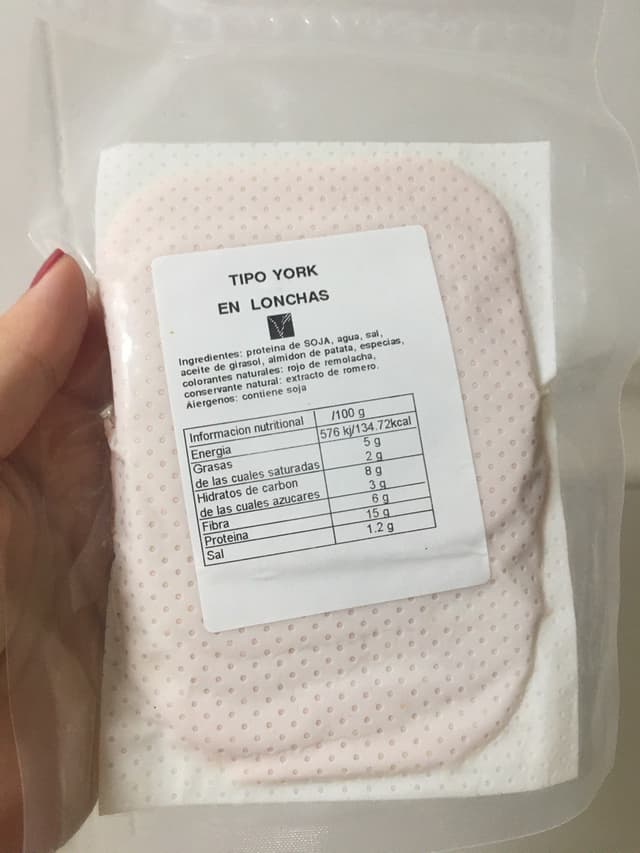 TIPO YORK
EN LONCHAS
V
Ingredientes: proteina de SOJA, agua, sal,
aceite de girasol, almidon de patata, especias,
colorantes naturales: rojo de remolacha,
conservante natural: extracto de romero.
Alergenos: contiene soja
Informacion nutritional /100 g
Energia 576 kj/134.72kcal
Grasas 5 g
de las cuales saturadas 2 g
Hidratos de carbon 8 g
de las cuales azucares 3 g
Fibra 6 g
Proteina 15 g
Sal 1.2 g